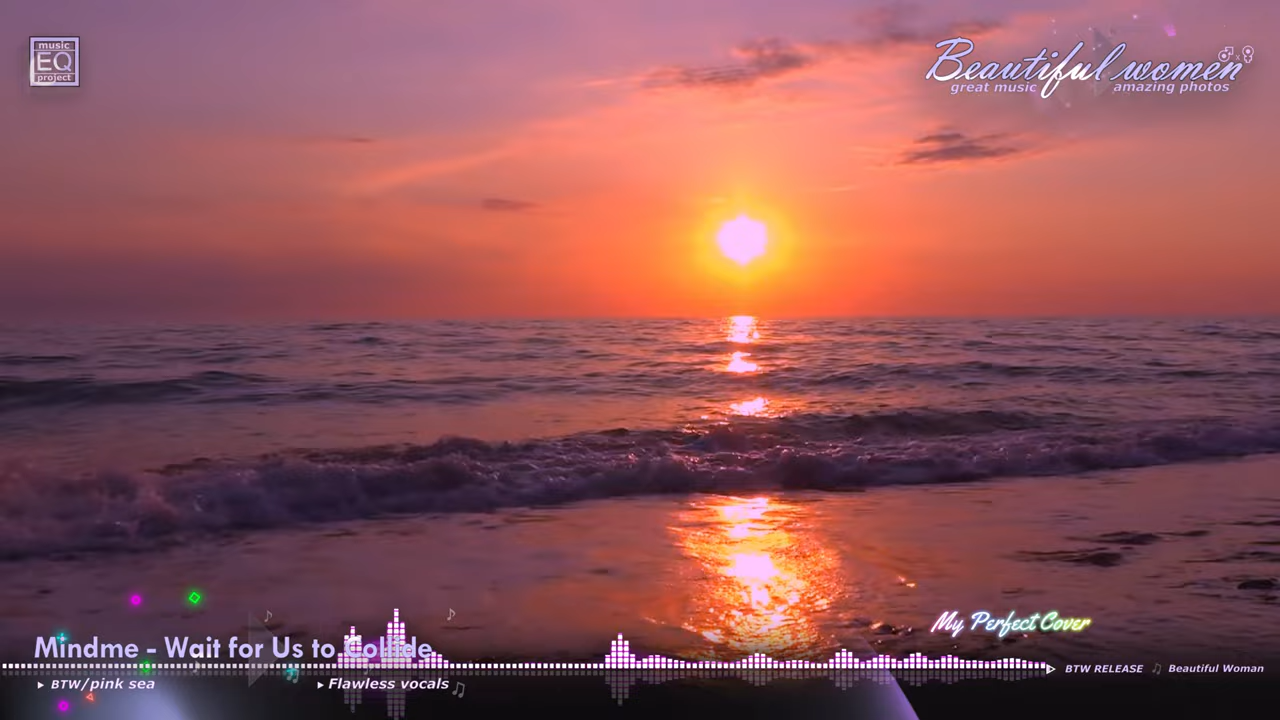 music
EQ
project
Beautiful women
great music amazing photos
My Perfect Cover
Mindme - Wait for Us to Collide
BTW RELEASE Beautiful Woman
BTW/pink sea Flawless vocals